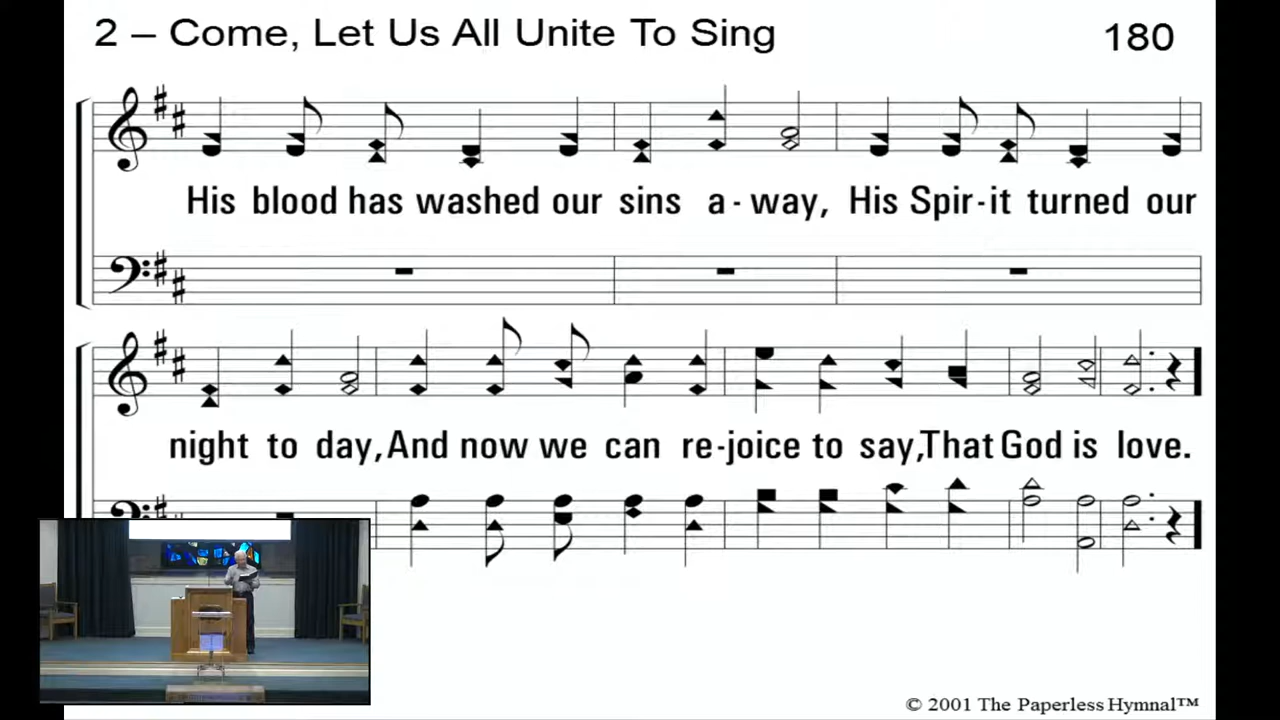 2 – Come, Let Us All Unite To Sing
180
His blood has washed our sins a - way, His Spir - it turned our
night to day, And now we can re - joice to say, That God is love.
© 2001 The Paperless Hymnal™